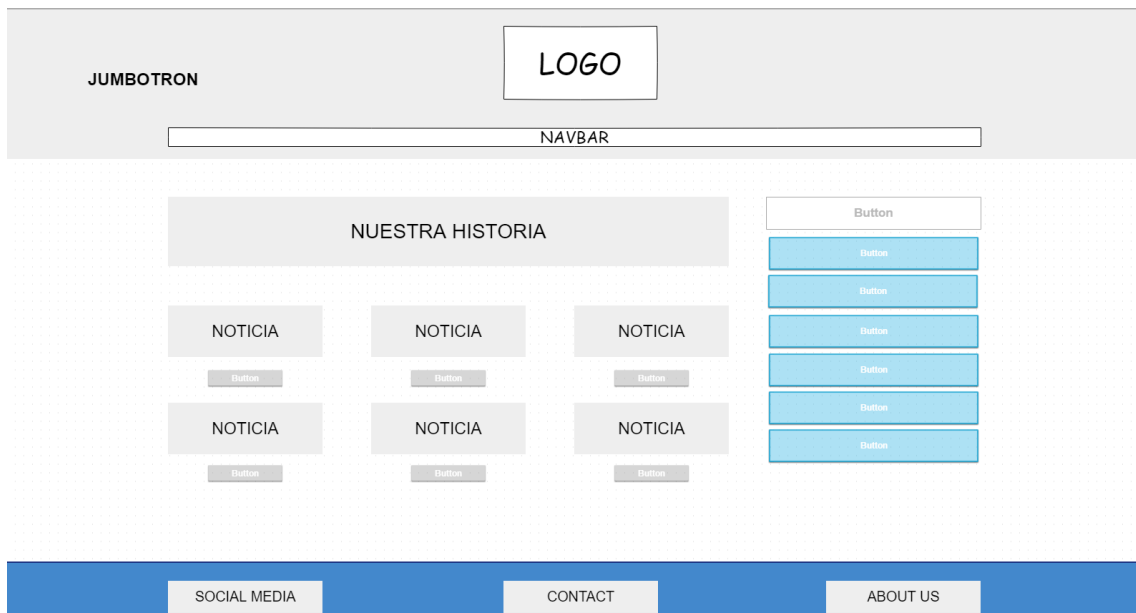 LOGO
JUMBOTRON
NAVBAR
NUESTRA HISTORIA
NOTICIA NOTICIA NOTICIA
Button Button Button
NOTICIA NOTICIA NOTICIA
Button Button Button
Button
Button
Button
Button
Button
Button
Button
SOCIAL MEDIA CONTACT ABOUT US